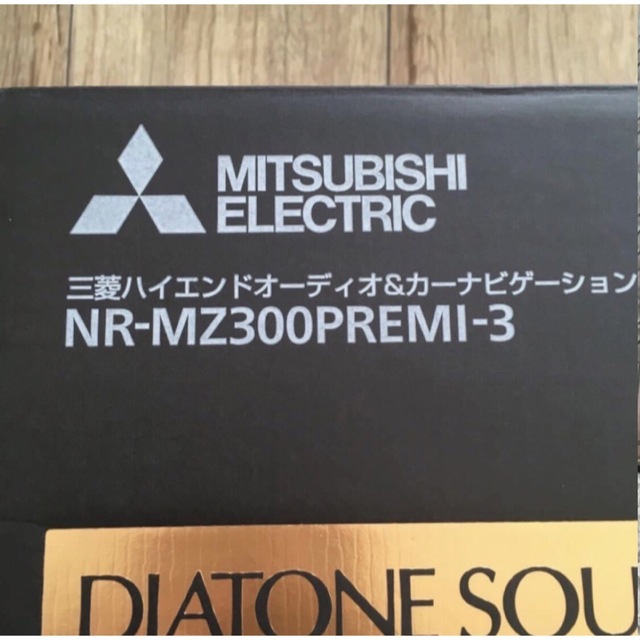 MITSUBISHI
ELECTRIC
三菱ハイエンドオーディオ&カーナビゲーション
NR-MZ300PREMI-3
DIATONE SOU